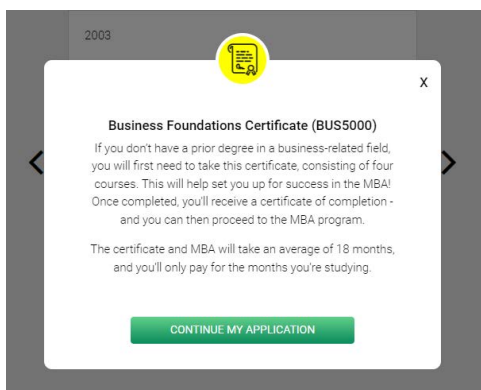 2003
X
Business Foundations Certificate (BUS5000)
If you don't have a prior degree in a business-related field,
you will first need to take this certificate, consisting of four
courses. This will help set you up for success in the MBA!
Once completed, you'll receive a certificate of completion -
and you can then proceed to the MBA program.
The certificate and MBA will take an average of 18 months,
and you'll only pay for the months you're studying.
CONTINUE MY APPLICATION